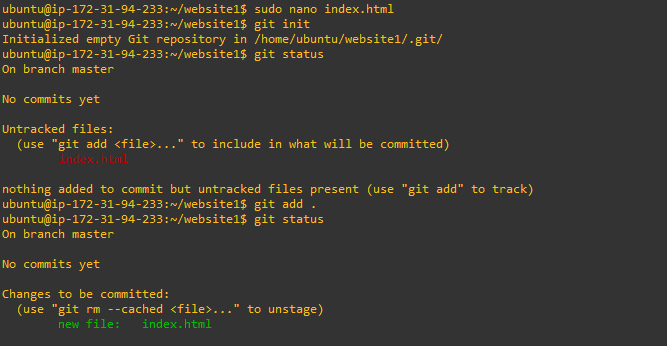 ubuntu@ip-172-31-94-233:~/website1$ sudo nano index.html
ubuntu@ip-172-31-94-233:~/website1$ git init
Initialized empty Git repository in /home/ubuntu/website1/.git/
ubuntu@ip-172-31-94-233:~/website1$ git status
On branch master
No commits yet
Untracked files:
(use "git add <file>..." to include in what will be committed)
index.html
nothing added to commit but untracked files present (use "git add" to track)
ubuntu@ip-172-31-94-233:~/website1$ git add .
ubuntu@ip-172-31-94-233:~/website1$ git status
On branch master
No commits yet
Changes to be committed:
(use "git rm --cached <file>..." to unstage)
new file:   index.html